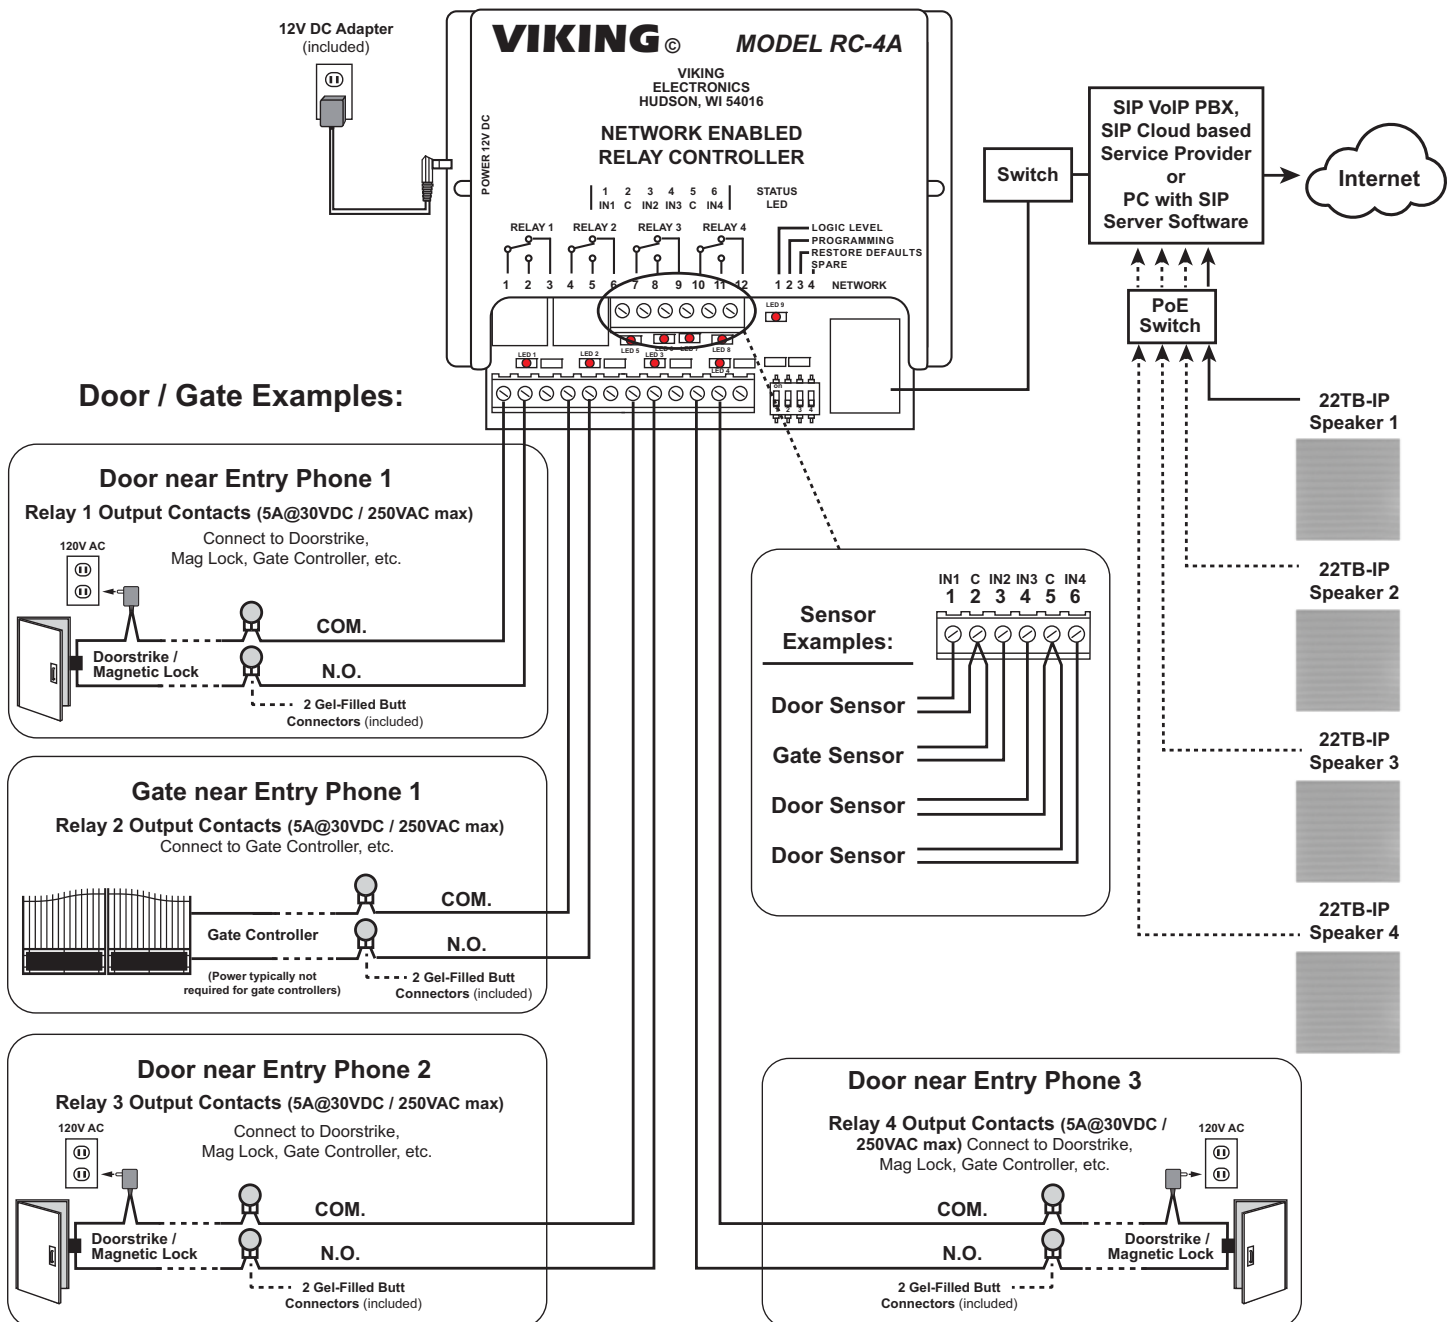 12V DC Adapter
(included)
VIKING © MODEL RC-4A
VIKING
ELECTRONICS
HUDSON, WI 54016
NETWORK ENABLED
RELAY CONTROLLER
POWER 12V DC
1 2 3 4 5 6
IN1 C IN2 IN3 C IN4
STATUS
LED
RELAY 1 RELAY 2 RELAY 3 RELAY 4
LOGIC LEVEL
PROGRAMMING
RESTORE DEFAULTS
SPARE
1 2 3 4 5 6 7 8 9 10 11 12
1 2 3 4 NETWORK
LED 9
LED 5 LED 8
LED 1 LED 2 LED 3
LED 4
on
1 2 3 4
Switch
SIP VoIP PBX,
SIP Cloud based
Service Provider
or
PC with SIP
Server Software
Internet
PoE
Switch
22TB-IP
Speaker 1
22TB-IP
Speaker 2
22TB-IP
Speaker 3
22TB-IP
Speaker 4
Door / Gate Examples:
Door near Entry Phone 1
Relay 1 Output Contacts (5A@30VDC / 250VAC max)
Connect to Doorstrike,
Mag Lock, Gate Controller, etc.
120V AC
COM.
Doorstrike /
Magnetic Lock
N.O.
2 Gel-Filled Butt
Connectors (included)
Gate near Entry Phone 1
Relay 2 Output Contacts (5A@30VDC / 250VAC max)
Connect to Gate Controller, etc.
COM.
Gate Controller
N.O.
(Power typically not
required for gate controllers)
2 Gel-Filled Butt
Connectors (included)
Door near Entry Phone 2
Relay 3 Output Contacts (5A@30VDC / 250VAC max)
Connect to Doorstrike,
Mag Lock, Gate Controller, etc.
120V AC
COM.
Doorstrike /
Magnetic Lock
N.O.
2 Gel-Filled Butt
Connectors (included)
Sensor
Examples:
IN1 C IN2 IN3 C IN4
1 2 3 4 5 6
Door Sensor
Gate Sensor
Door Sensor
Door Sensor
Door near Entry Phone 3
Relay 4 Output Contacts (5A@30VDC /
250VAC max) Connect to Doorstrike,
Mag Lock, Gate Controller, etc.
120V AC
COM.
N.O.
Doorstrike /
Magnetic Lock
2 Gel-Filled Butt
Connectors (included)